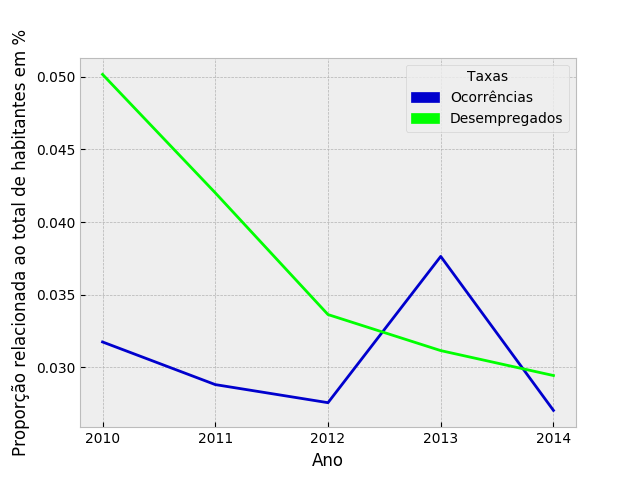 Proporção relacionada ao total de habitantes em %
0.050
0.045
0.040
0.035
0.030
Taxas
Ocorrências
Desempregados
2010 2011 2012 2013 2014
Ano